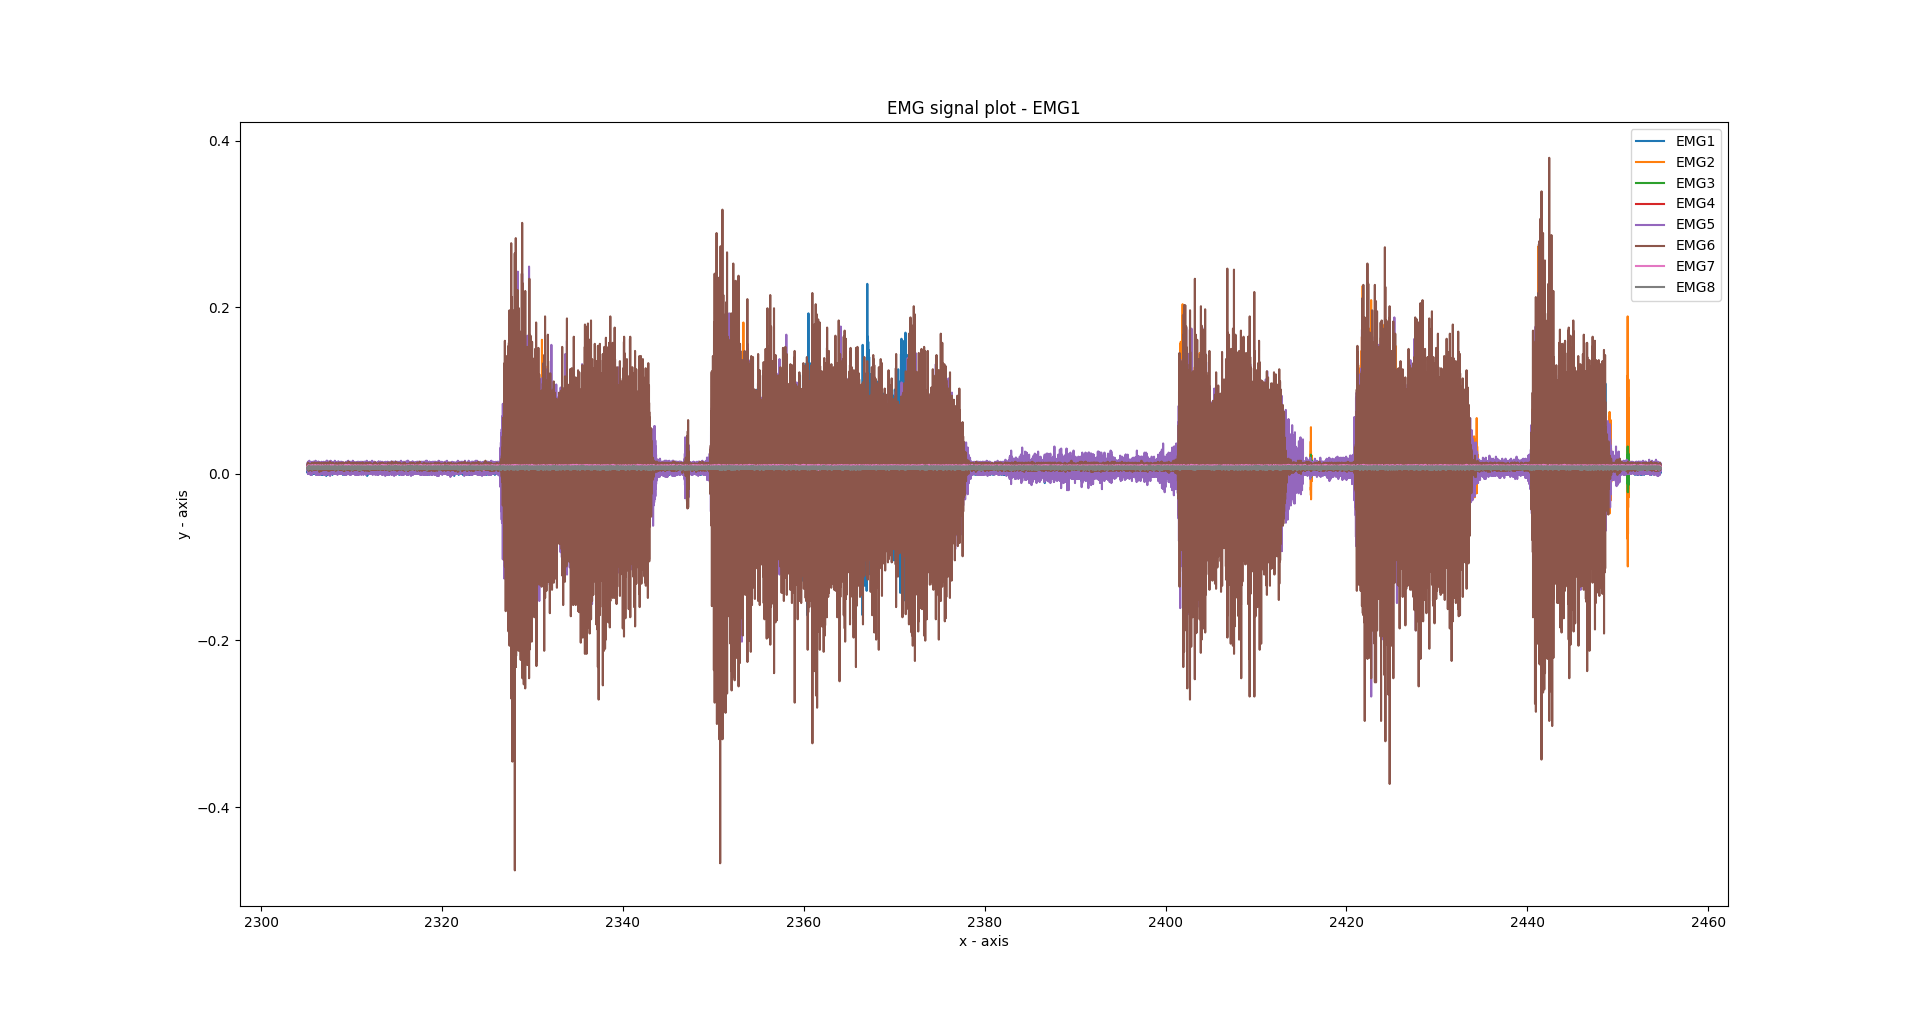 EMG signal plot - EMG1
0.4
0.2
0.0
−0.2
−0.4
y - axis
EMG1
EMG2
EMG3
EMG4
EMG5
EMG6
EMG7
EMG8
2300 2320 2340 2360 2380 2400 2420 2440 2460
x - axis